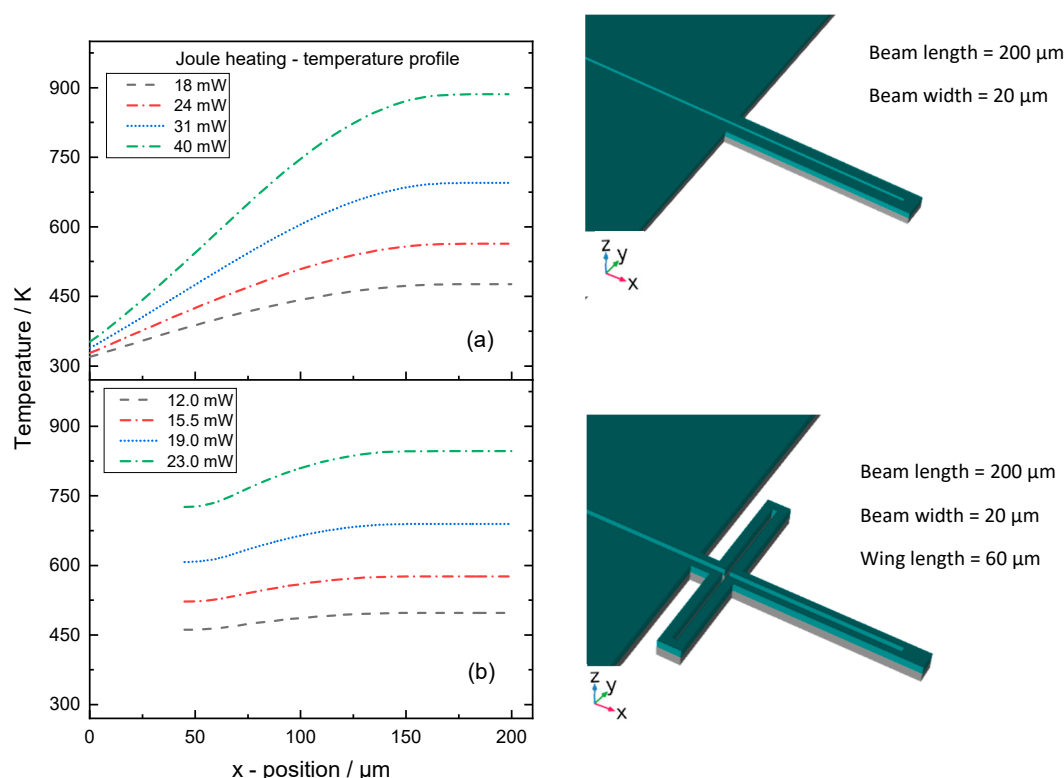 Joule heating - temperature profile
18 mW
24 mW
31 mW
40 mW
900
750
600
450
300
(a)
12.0 mW
15.5 mW
19.0 mW
23.0 mW
900
750
600
450
300
(b)
0 50 100 150 200
x - position / µm
Temperature / K
Beam length = 200 µm
Beam width = 20 µm
z
y
x
Beam length = 200 µm
Beam width = 20 µm
Wing length = 60 µm
z
y
x